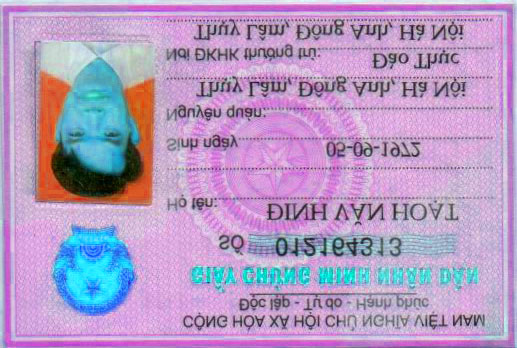 CỘNG HÒA XÃ HỘI CHỦ NGHĨA VIỆT NAM
Độc lập - Tự do - Hạnh phúc
GIẤY CHỨNG MINH NHÂN DÂN
SỐ 012164313
Họ tên: ĐINH VĂN HOẠT
Sinh ngày 05-09-1972
Nguyên quán:
Thụy Lâm, Đông Anh, Hà Nội
Nơi ĐKHK thường trú: Đào Thục
Thụy Lâm, Đông Anh, Hà Nội